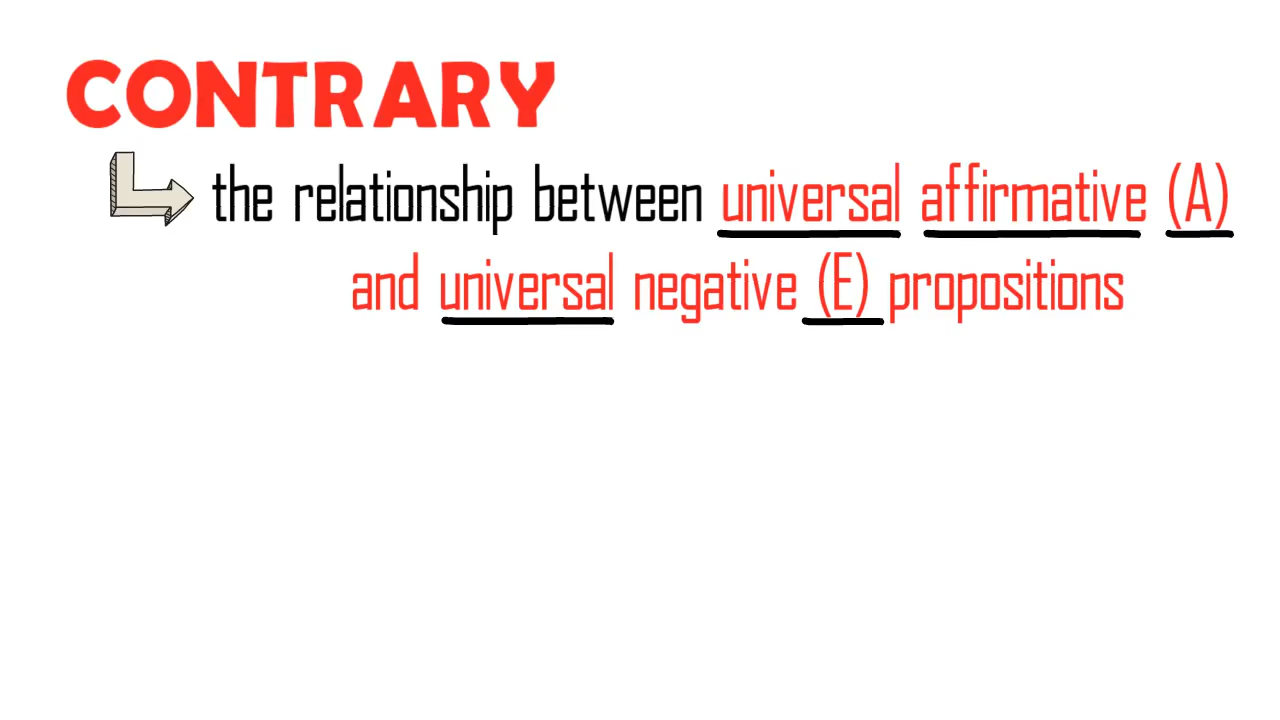 CONTRARY
the relationship between universal affirmative (A)
and universal negative (E) propositions